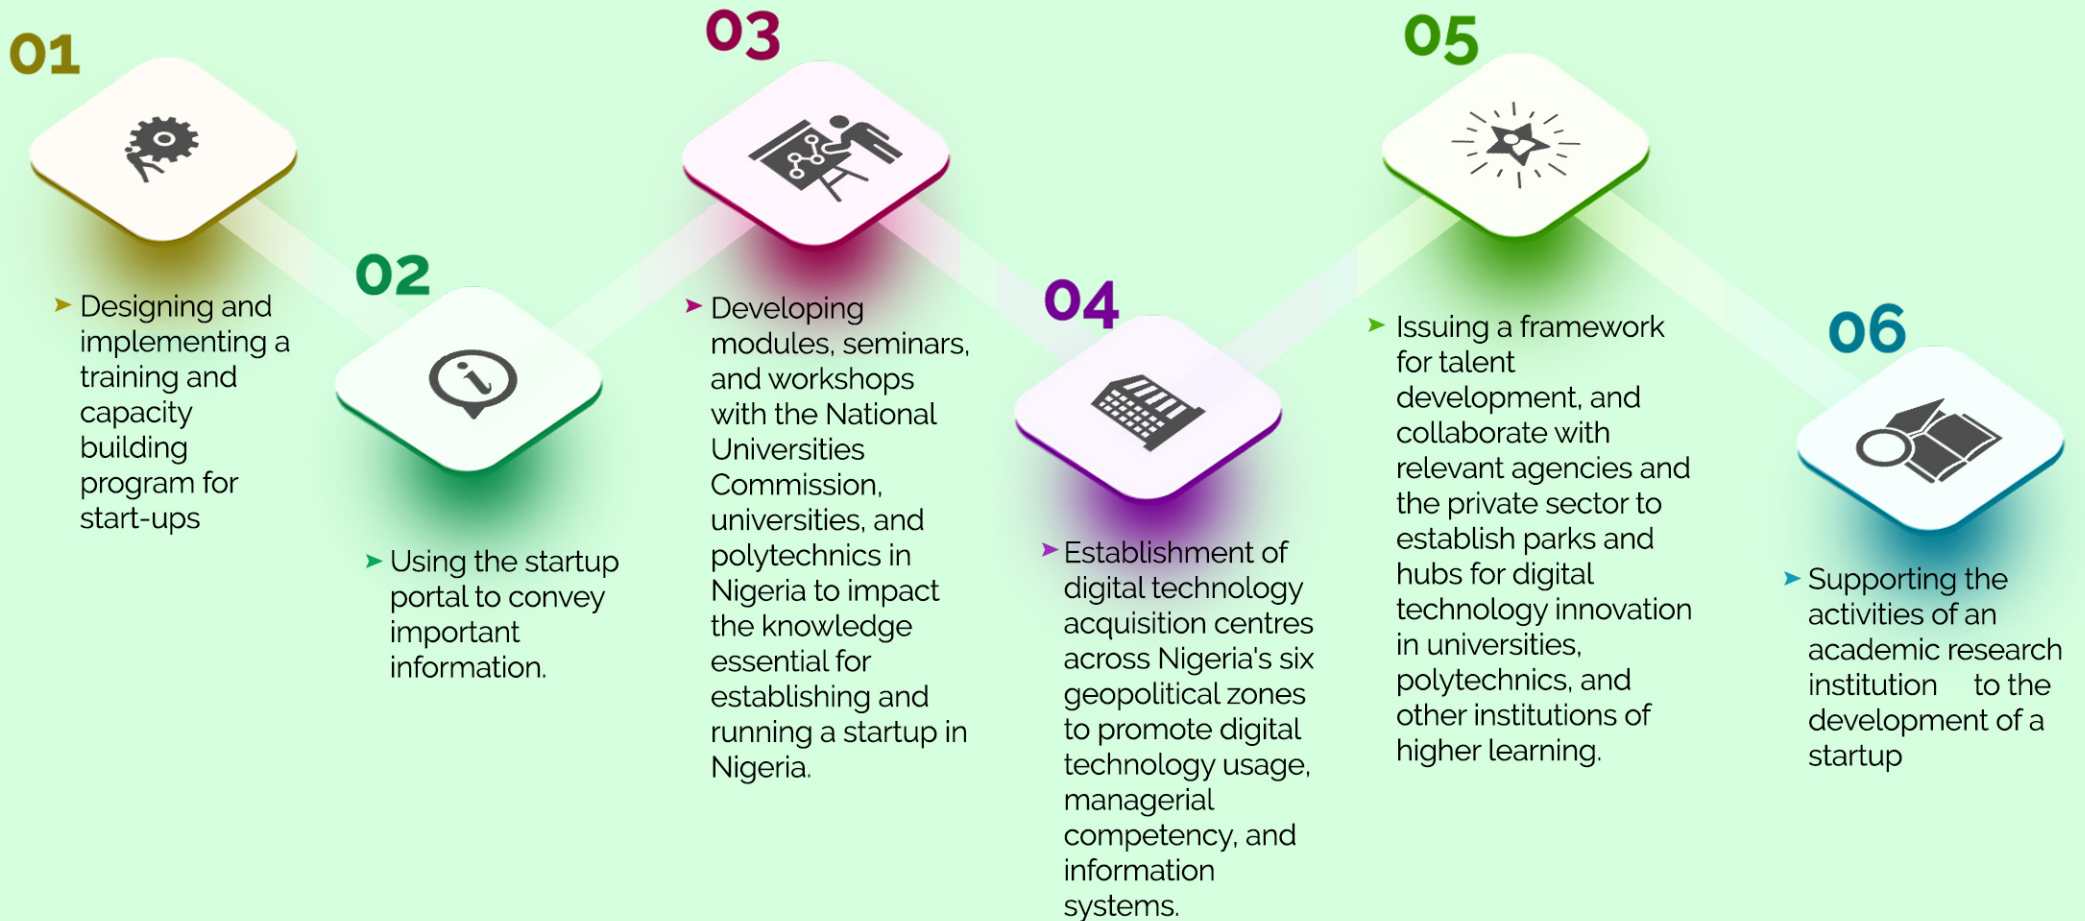 01
Designing and
implementing a
training and
capacity
building
program for
start-ups
02
Using the startup
portal to convey
important
information.
03
Developing
modules, seminars,
and workshops
with the National
Universities
Commission,
universities, and
polytechnics in
Nigeria to impact
the knowledge
essential for
establishing and
running a startup in
Nigeria.
04
Establishment of
digital technology
acquisition centres
across Nigeria's six
geopolitical zones
to promote digital
technology usage,
managerial
competency, and
information
systems.
05
Issuing a framework
for talent
development, and
collaborate with
relevant agencies and
the private sector to
establish parks and
hubs for digital
technology innovation
in universities,
polytechnics, and
other institutions of
higher learning.
06
Supporting the
activities of an
academic research
institution to the
development of a
startup